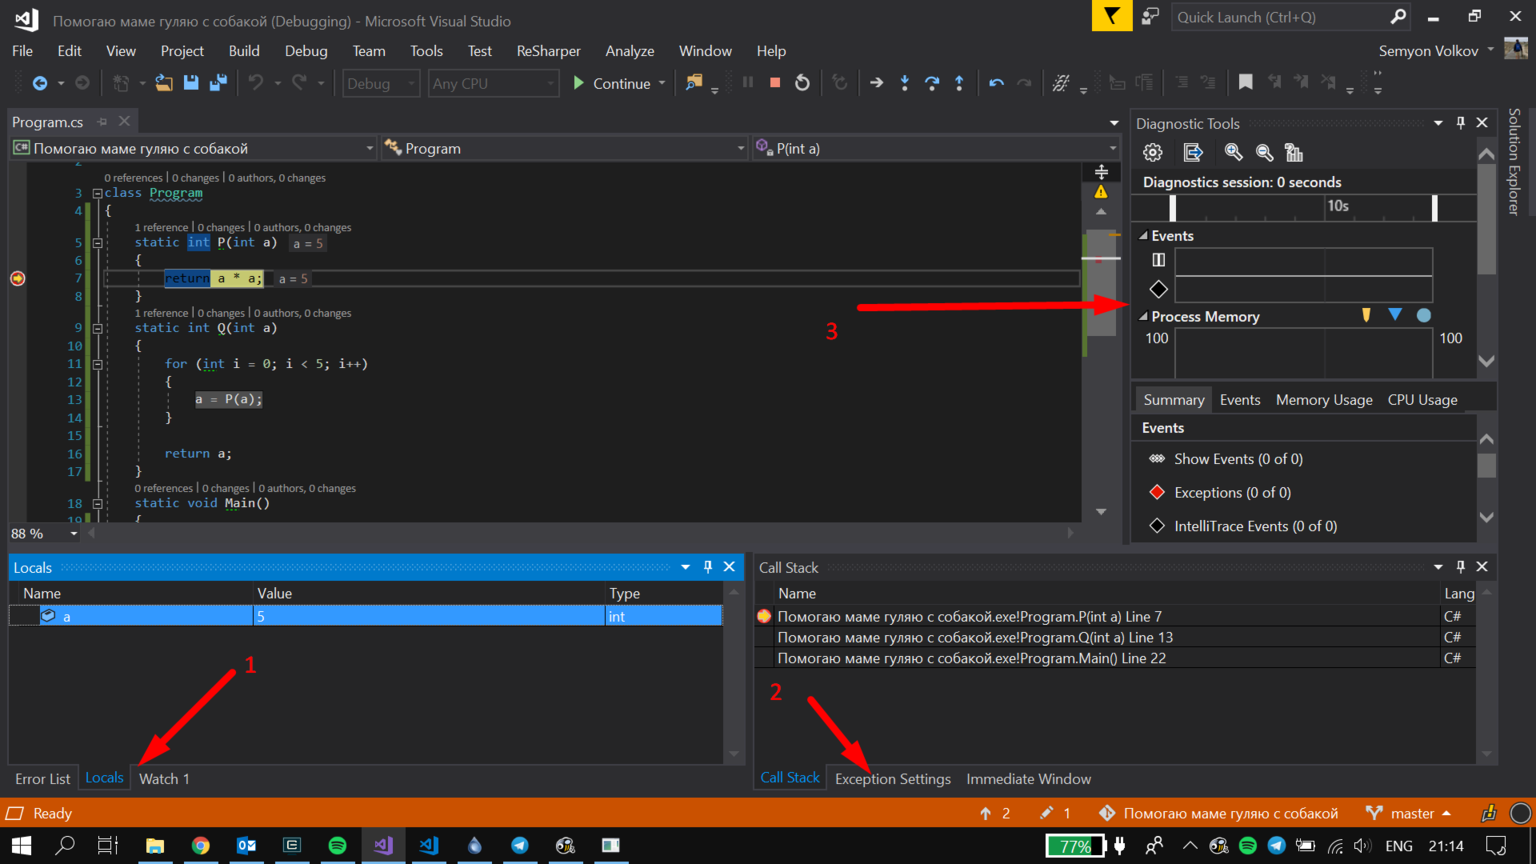 Помогаю маме гуляю с собакой (Debugging) - Microsoft Visual Studio
Quick Launch (Ctrl+Q)
File Edit View Project Build Debug Team Tools Test ReSharper Analyze Window Help
Semyon Volkov
Debug Any CPU Continue
Program.cs
Помогаю маме гуляю с собакой Program P(int a)
2
0 references | 0 changes | 0 authors, 0 changes
3 class Program
4 {
1 reference | 0 changes | 0 authors, 0 changes
5 static int P(int a) a = 5
6 {
7 return a * a; a = 5
8 }
1 reference | 0 changes | 0 authors, 0 changes
9 static int Q(int a)
10 {
11 for (int i = 0; i < 5; i++)
12 {
13 a = P(a);
14 }
15
16 return a;
17 }
0 references | 0 changes | 0 authors, 0 changes
18 static void Main()
19 {
88 %
3
Diagnostic Tools
Diagnostics session: 0 seconds
10s
Events
Process Memory
100 100
Summary Events Memory Usage CPU Usage
Events
Show Events (0 of 0)
Exceptions (0 of 0)
IntelliTrace Events (0 of 0)
Solution Explorer
Locals
Name Value Type
a 5 int
1
Error List Locals Watch 1
Call Stack
Name Lang
Помогаю маме гуляю с собакой.exe!Program.P(int a) Line 7 C#
Помогаю маме гуляю с собакой.exe!Program.Q(int a) Line 13 C#
Помогаю маме гуляю с собакой.exe!Program.Main() Line 22 C#
2
Call Stack Exception Settings Immediate Window
Ready 2 1 Помогаю маме гуляю с собакой master
77% ENG 21:14